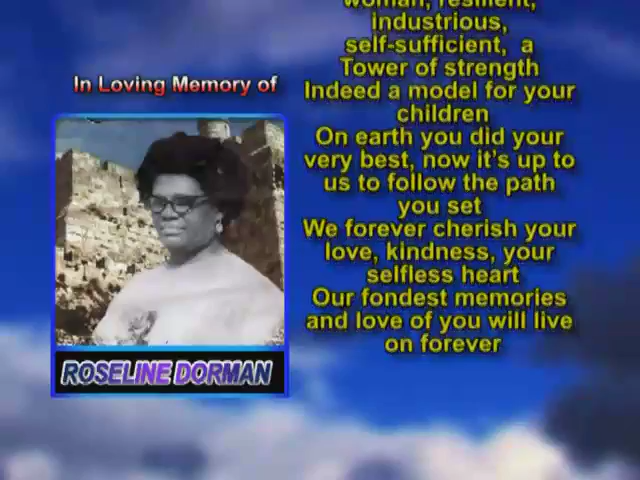 woman, resilient,
industrious,
self-sufficient, a
Tower of strength
Indeed a model for your
children
On earth you did your
very best, now it's up to
us to follow the path
you set
We forever cherish your
love, kindness, your
selfless heart
Our fondest memories
and love of you will live
on forever
In Loving Memory of
ROSELINE DORMAN